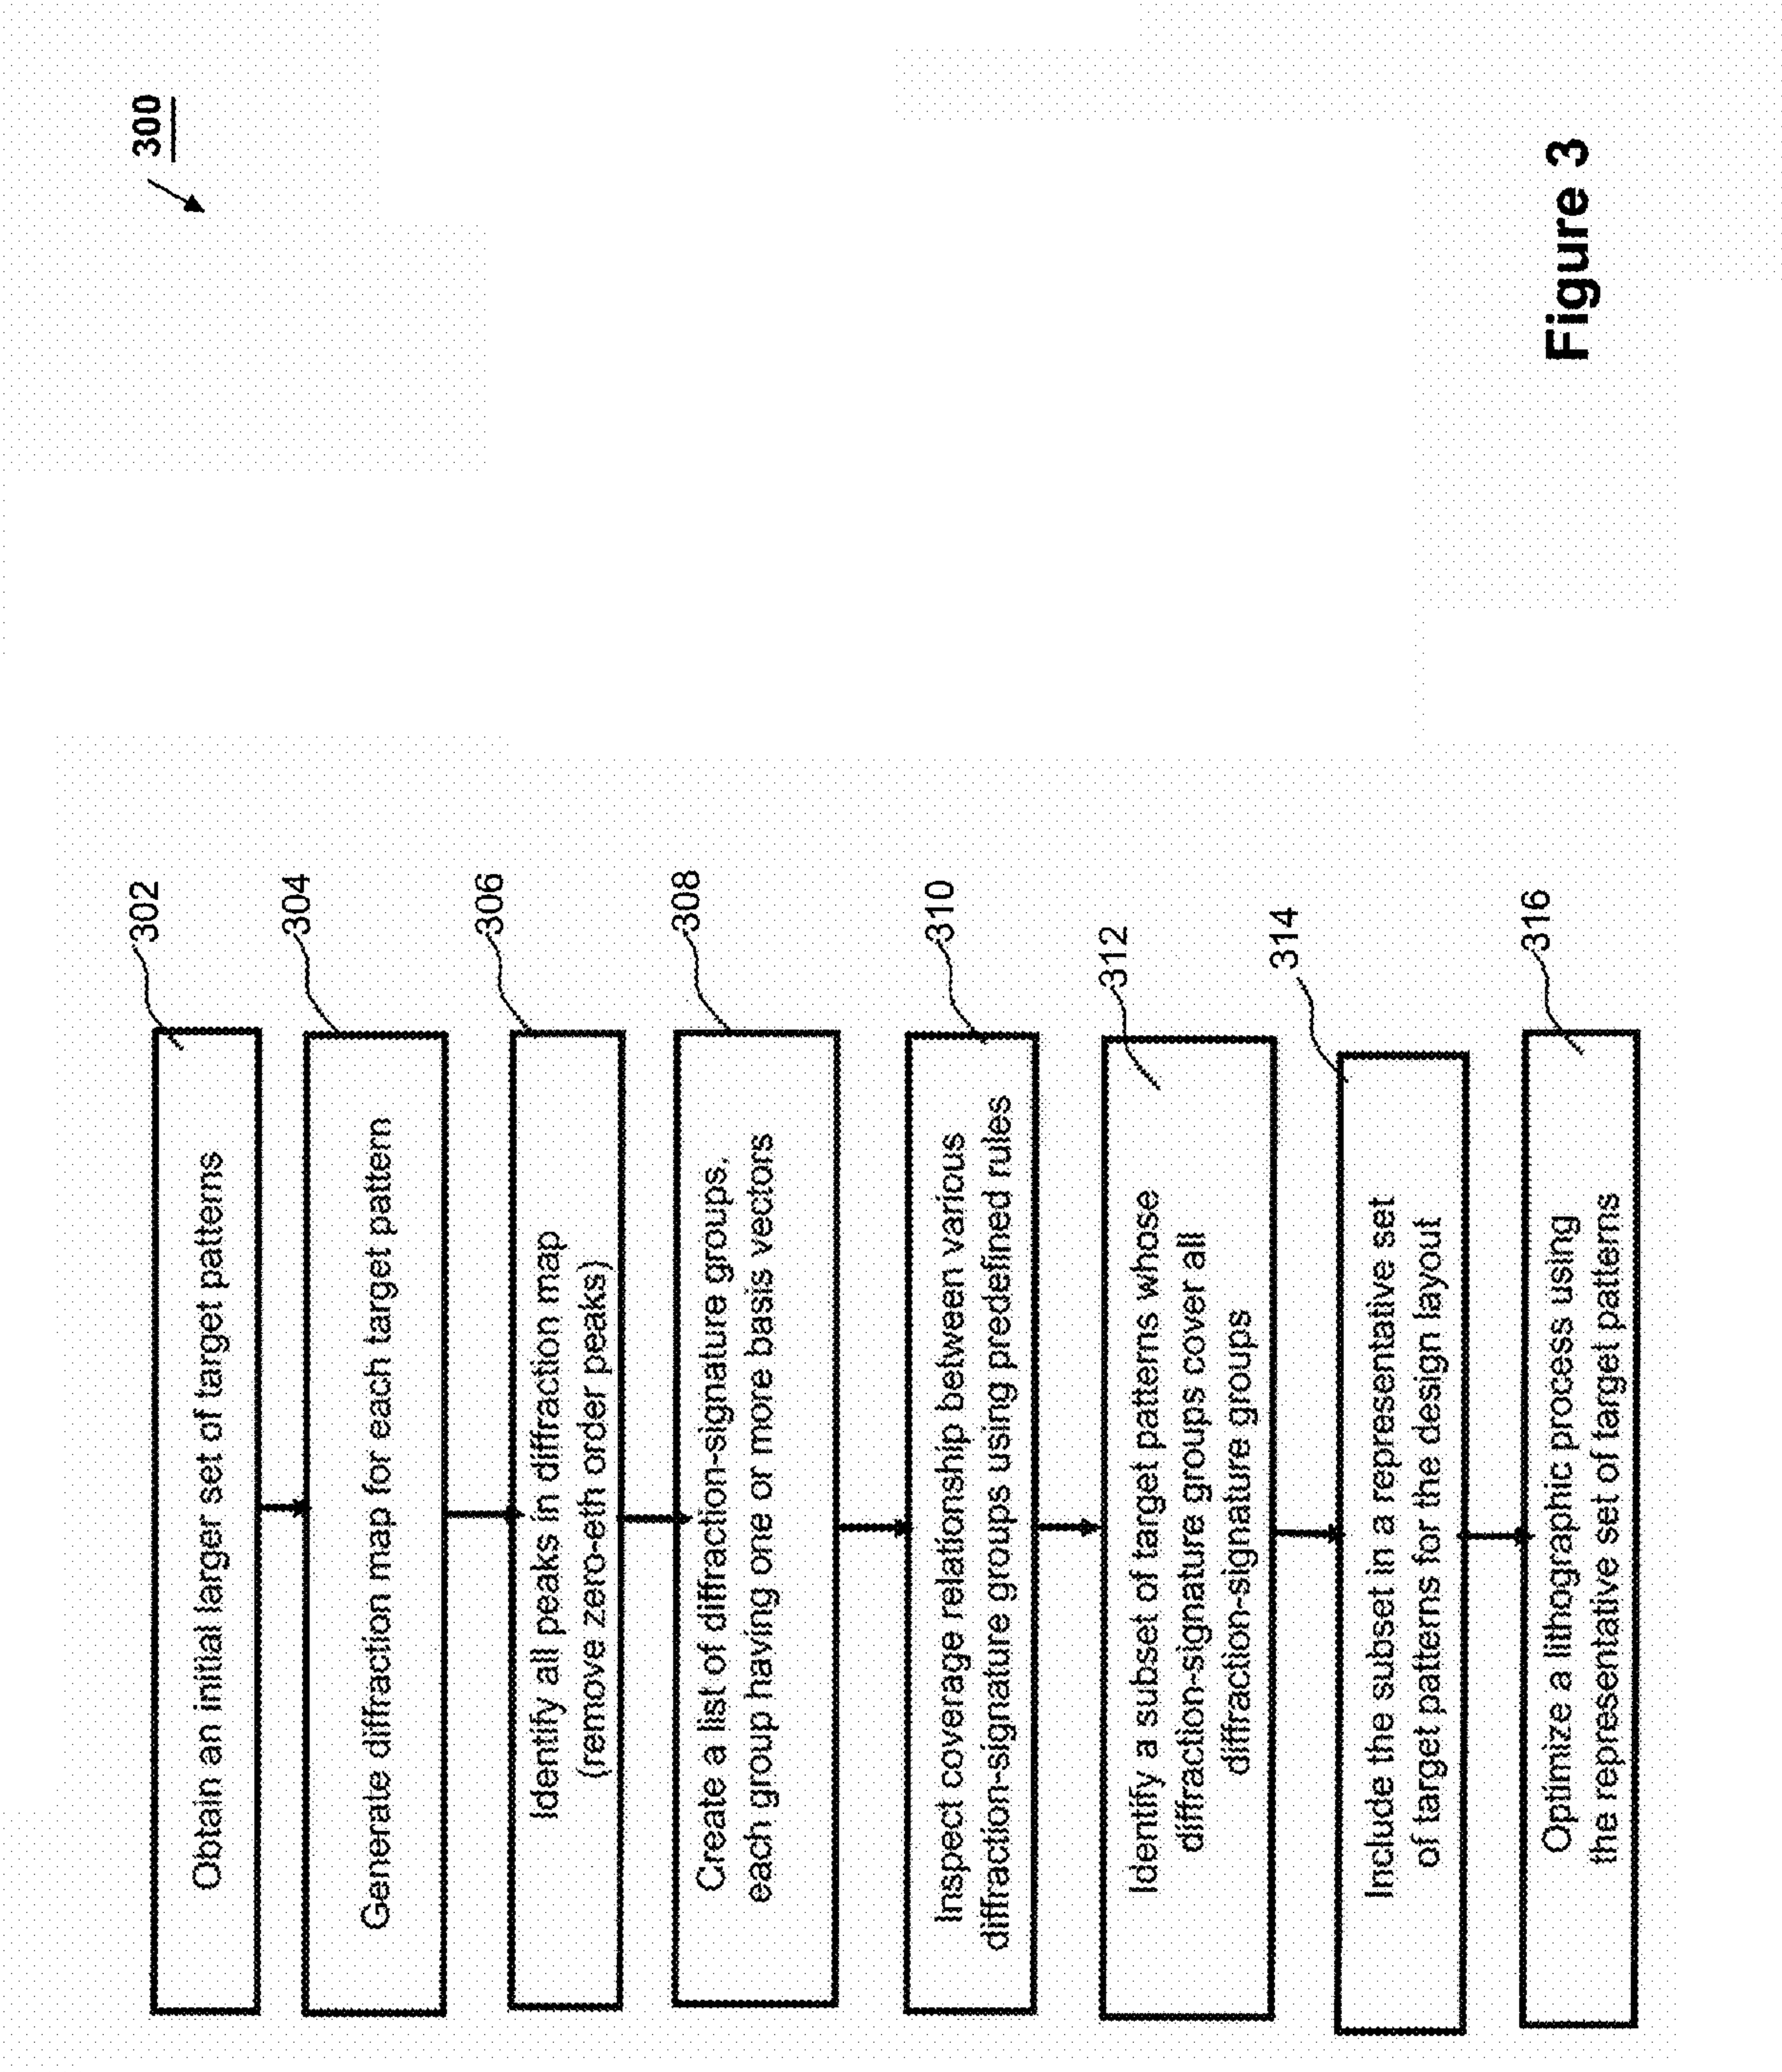 300
302
Obtain an initial larger set of target patterns
304
Generate diffraction map for each target pattern
306
Identify all peaks in diffraction map
(remove zero-eth order peaks)
308
Create a list of diffraction-signature groups,
each group having one or more basis vectors
310
Inspect coverage relationship between various
diffraction-signature groups using predefined rules
312
Identify a subset of target patterns whose
diffraction-signature groups cover all
diffraction-signature groups
314
Include the subset in a representative set
of target patterns for the design layout
316
Optimize a lithographic process using
the representative set of target patterns
Figure 3